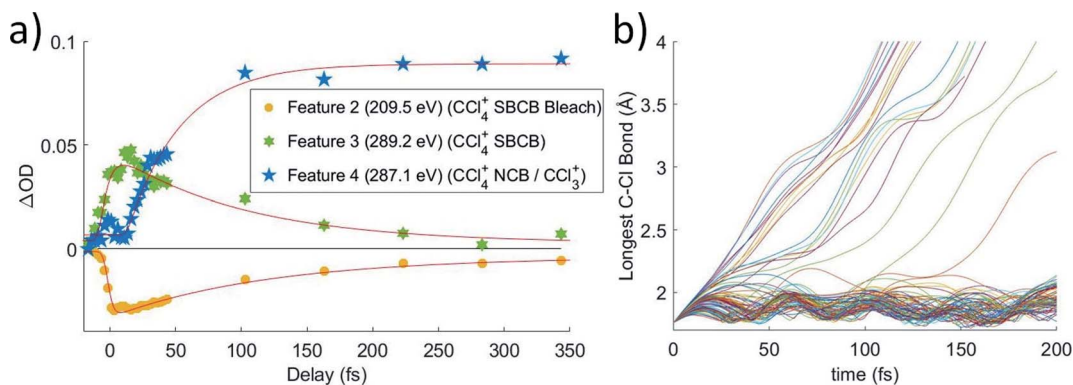 a)
0.1
0.05
0
ΔOD
Feature 2 (209.5 eV) (CCl4+ SBCB Bleach)
Feature 3 (289.2 eV) (CCl4+ SBCB)
Feature 4 (287.1 eV) (CCl4+ NCB / CCl3+)
0 50 100 150 200 250 300 350
Delay (fs)
b)
4
3.5
3
2.5
2
Longest C-Cl Bond (Å)
0 50 100 150 200
time (fs)